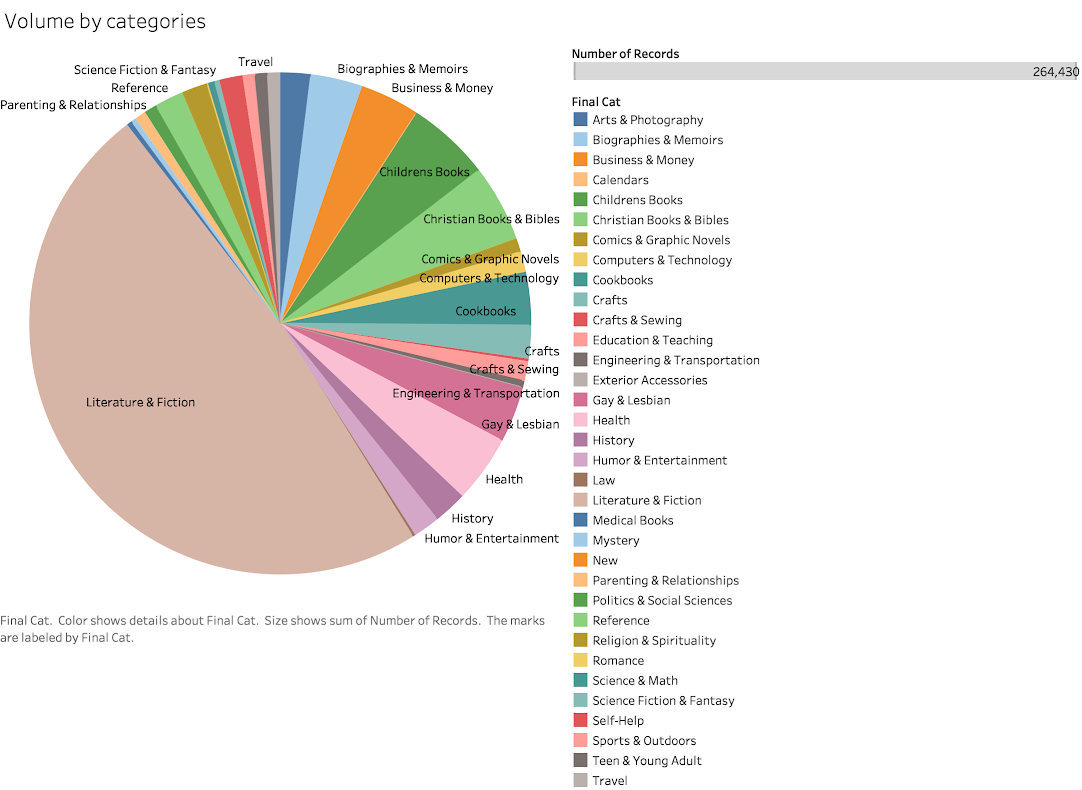 Volume by categories
Travel
Science Fiction & Fantasy
Biographies & Memoirs
Reference
Business & Money
Parenting & Relationships
Childrens Books
Christian Books & Bibles
Comics & Graphic Novels
Computers & Technology
Cookbooks
Crafts
Crafts & Sewing
Engineering & Transportation
Literature & Fiction
Gay & Lesbian
Health
History
Humor & Entertainment
Final Cat.  Color shows details about Final Cat.  Size shows sum of Number of Records.  The marks
are labeled by Final Cat.
Number of Records
264,430
Final Cat
Arts & Photography
Biographies & Memoirs
Business & Money
Calendars
Childrens Books
Christian Books & Bibles
Comics & Graphic Novels
Computers & Technology
Cookbooks
Crafts
Crafts & Sewing
Education & Teaching
Engineering & Transportation
Exterior Accessories
Gay & Lesbian
Health
History
Humor & Entertainment
Law
Literature & Fiction
Medical Books
Mystery
New
Parenting & Relationships
Politics & Social Sciences
Reference
Religion & Spirituality
Romance
Science & Math
Science Fiction & Fantasy
Self-Help
Sports & Outdoors
Teen & Young Adult
Travel